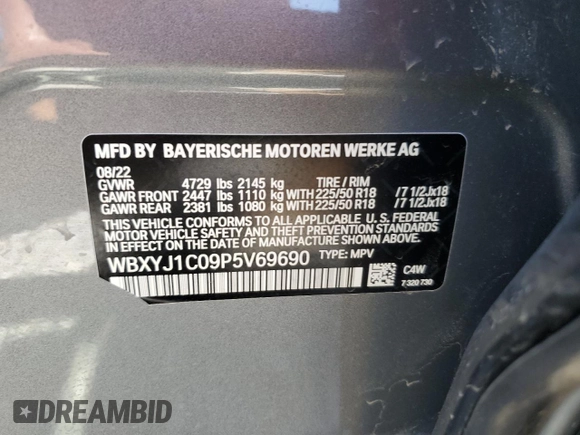 MFD BY BAYERISCHE MOTOREN WERKE AG
08/22
GVWR 4729 lbs 2145 kg TIRE / RIM
GAWR FRONT 2447 lbs 1110 kg WITH 225/50 R18 /7 1/2Jx18
GAWR REAR 2381 lbs 1080 kg WITH 225/50 R18 /7 1/2Jx18
THIS VEHICLE CONFORMS TO ALL APPLICABLE U. S. FEDERAL
MOTOR VEHICLE SAFETY, BUMPER, AND THEFT PREVENTION STANDARDS
IN EFFECT ON THE DATE OF MANUFACTURE SHOWN ABOVE.
WBXYJ1C09P5V69690 TYPE: MPV
C4W
7 320 730
DREAMBID